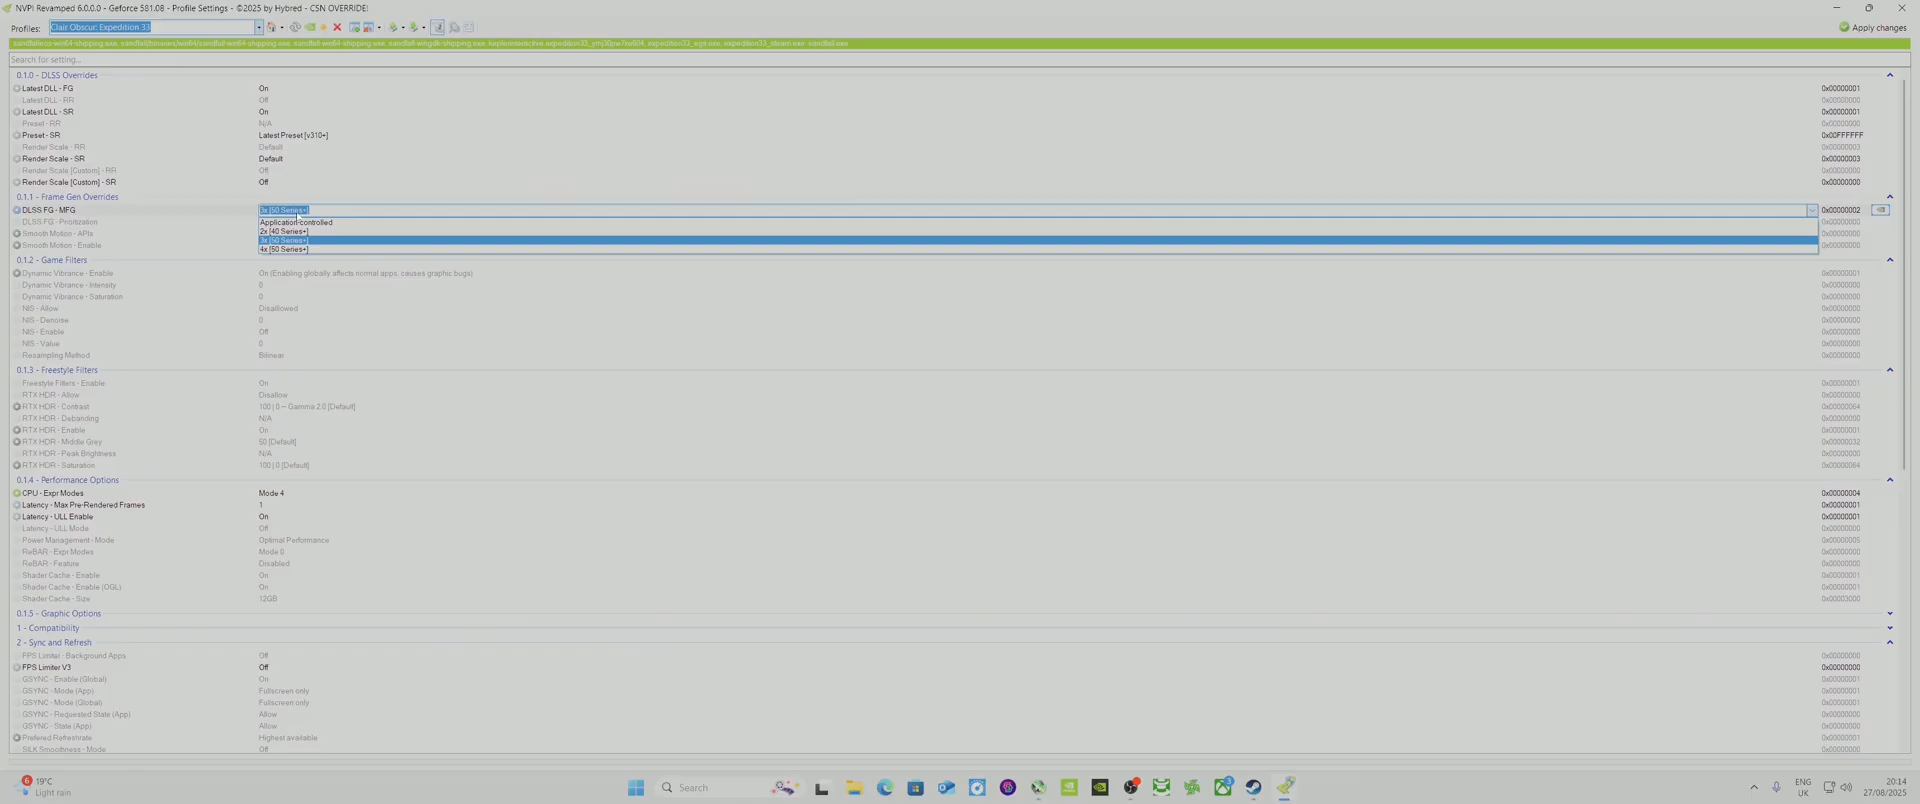 NVPI Revamped 6.0.0.0 - Geforce 581.08 - Profile Settings - ©2025 by Hybred - CSN OVERRIDE!
Profiles: Clair Obscur: Expedition 33
Apply changes
Search for setting...
0.1.0 - DLSS Overrides
Latest DLL - FG On 0x00000001
Latest DLL - RR Off 0x00000000
Latest DLL - SR On 0x00000001
Preset - RR N/A 0x00000000
Preset - SR Latest Preset [v310+] 0x00FFFFFF
Render Scale - RR Default 0x00000003
Render Scale - SR Default 0x00000003
Render Scale [Custom] - RR Off 0x00000000
Render Scale [Custom] - SR Off 0x00000000
0.1.1 - Frame Gen Overrides
DLSS FG - MFG 3x [50 Series+] 0x00000002
DLSS FG - Prioritization Application controlled 0x00000000
2x [40 Series+]
Smooth Motion - APIs 0x00000000
3x [50 Series+]
Smooth Motion - Enable 4x [50 Series+] 0x00000000
0.1.2 - Game Filters
Dynamic Vibrance - Enable On (Enabling globally affects normal apps, causes graphic bugs) 0x00000001
Dynamic Vibrance - Intensity 0 0x00000000
Dynamic Vibrance - Saturation 0 0x00000000
NIS - Allow Disallowed 0x00000000
NIS - Denoise 0 0x00000000
NIS - Enable Off 0x00000000
NIS - Value 0 0x00000000
Resampling Method Bilinear 0x00000000
0.1.3 - Freestyle Filters
Freestyle Filters - Enable On 0x00000001
RTX HDR - Allow Disallow 0x00000000
RTX HDR - Contrast 100 | 0 — Gamma 2.0 [Default] 0x00000064
RTX HDR - Debanding N/A 0x00000000
RTX HDR - Enable On 0x00000001
RTX HDR - Middle Grey 50 [Default] 0x00000032
RTX HDR - Peak Brightness N/A 0x00000000
RTX HDR - Saturation 100 | 0 [Default] 0x00000064
0.1.4 - Performance Options
CPU - Expr Modes Mode 4 0x00000004
Latency - Max Pre-Rendered Frames 1 0x00000001
Latency - ULL Enable On 0x00000001
Latency - ULL Mode Off 0x00000000
Power Management - Mode Optimal Performance 0x00000005
ReBAR - Expr Modes Mode 0 0x00000000
ReBAR - Feature Disabled 0x00000000
Shader Cache - Enable On 0x00000001
Shader Cache - Enable (OGL) On 0x00000001
Shader Cache - Size 12GB 0x00003000
0.1.5 - Graphic Options
1 - Compatibility
2 - Sync and Refresh
FPS Limiter - Background Apps Off 0x00000000
FPS Limiter V3 Off 0x00000000
GSYNC - Enable (Global) On 0x00000001
GSYNC - Mode (App) Fullscreen only 0x00000001
GSYNC - Mode (Global) Fullscreen only 0x00000001
GSYNC - Requested State (App) Allow 0x00000000
GSYNC - State (App) Allow 0x00000000
Prefered Refreshrate Highest available 0x00000001
SILK Smoothness - Mode Off 0x00000000
6
19°C
Light rain
Search
3
ENG
UK
20:14
27/08/2025